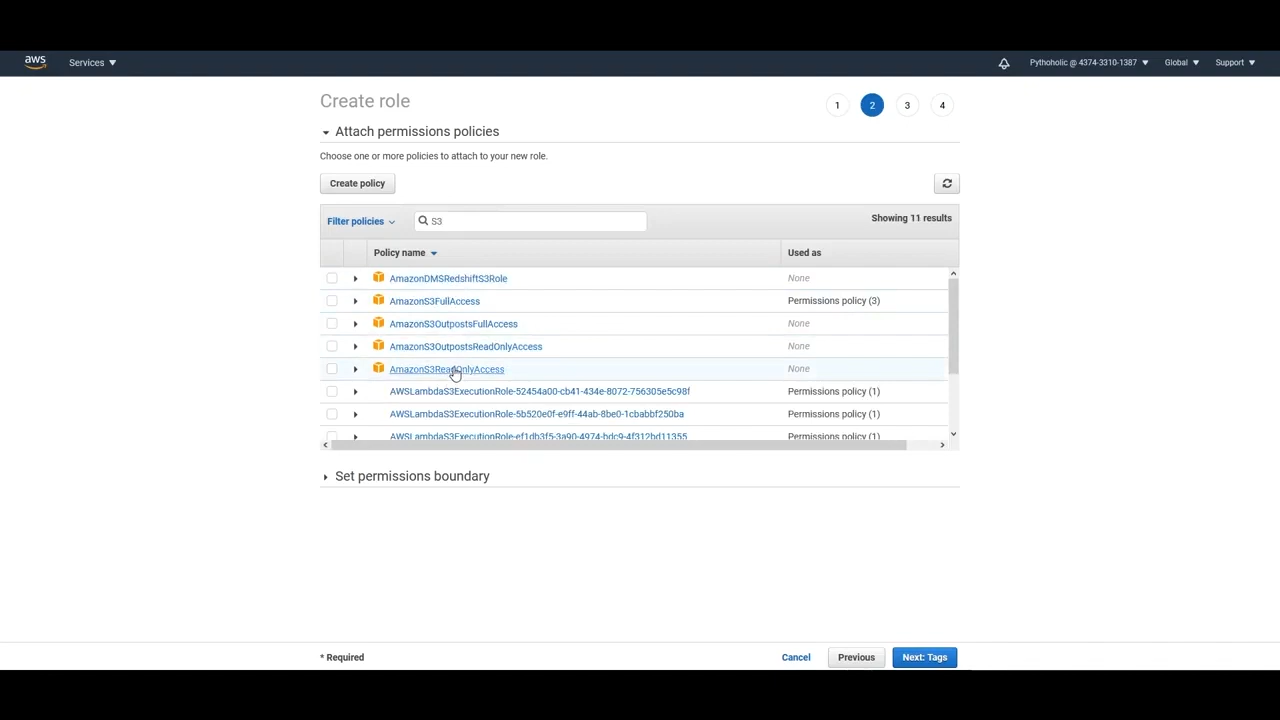 aws Services Pythoholic @ 4374-3310-1387 Global Support
Create role 1 2 3 4
Attach permissions policies
Choose one or more policies to attach to your new role.
Create policy
Filter policies S3 Showing 11 results
Policy name Used as
AmazonDMSRedshiftS3Role None
AmazonS3FullAccess Permissions policy (3)
AmazonS3OutpostsFullAccess None
AmazonS3OutpostsReadOnlyAccess None
AmazonS3ReadOnlyAccess None
AWSLambdaS3ExecutionRole-52454a00-cb41-434e-8072-756305e5c98f Permissions policy (1)
AWSLambdaS3ExecutionRole-5b520e0f-e9ff-44ab-8be0-1cbabbf250ba Permissions policy (1)
AWSLambdaS3ExecutionRole-ef1db3f5-3a90-4974-bdc9-4f312bd11355 Permissions policy (1)
Set permissions boundary
* Required Cancel Previous Next: Tags